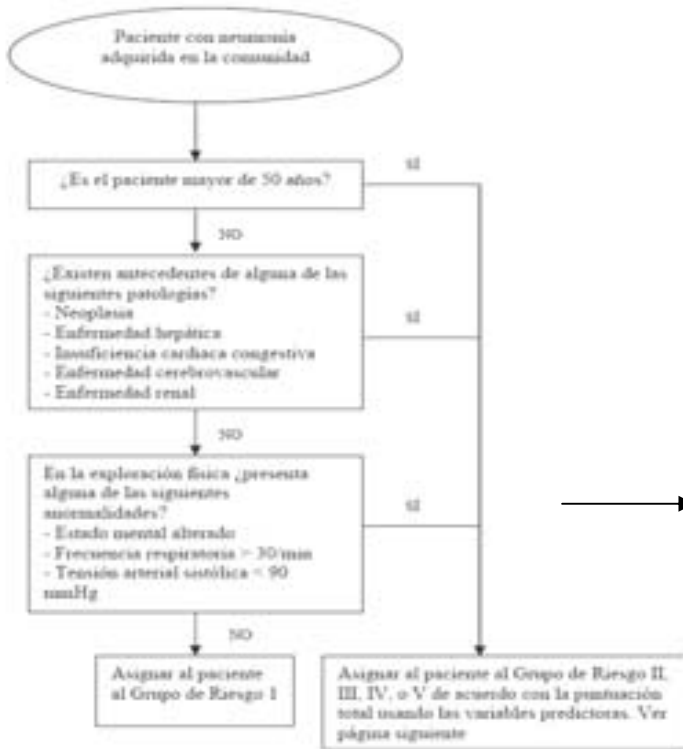 Paciente con neumonía
adquirida en la comunidad
¿Es el paciente mayor de 50 años?
SI
NO
¿Existen antecedentes de alguna de las
siguientes patologías?
- Neoplasia
- Enfermedad hepática
- Insuficiencia cardiaca congestiva
- Enfermedad cerebrovascular
- Enfermedad renal
SI
NO
En la exploración física ¿presenta
alguna de las siguientes
anormalidades?
- Estado mental alterado
- Frecuencia respiratoria > 30/min
- Tensión arterial sistólica < 90
mmHg
SI
NO
Asignar al paciente
al Grupo de Riesgo 1
Asignar al paciente al Grupo de Riesgo II,
III, IV, o V de acuerdo con la puntuación
total usando las variables predictoras. Ver
página siguiente